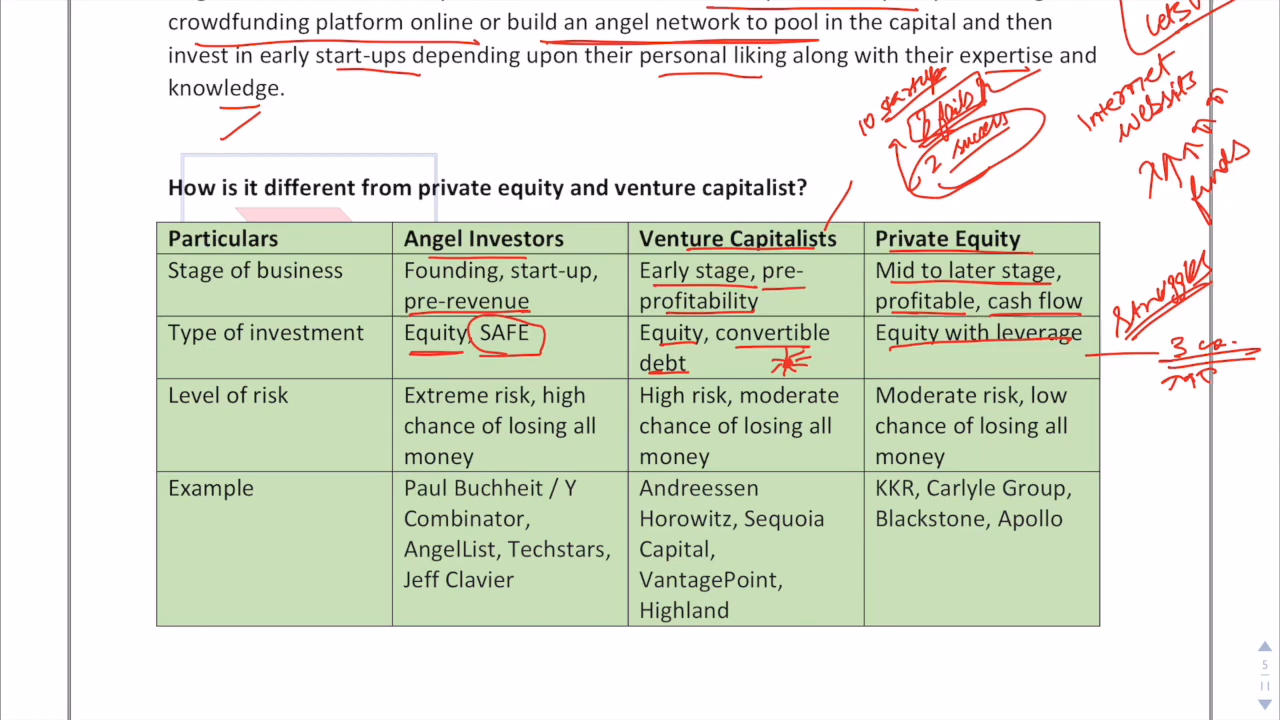 crowdfunding platform online or build an angel network to pool in the capital and then
invest in early start-ups depending upon their personal liking along with their expertise and
knowledge.
10 startup
2 success
Internet
website
funds
struggles
How is it different from private equity and venture capitalist?
Particulars Angel Investors Venture Capitalists Private Equity
Stage of business Founding, start-up, Early stage, pre- Mid to later stage,
pre-revenue profitability profitable, cash flow
Type of investment Equity, SAFE Equity, convertible Equity with leverage
debt
3 co.
Level of risk Extreme risk, high High risk, moderate Moderate risk, low
chance of losing all chance of losing all chance of losing all
money money money
Example Paul Buchheit / Y Andreessen KKR, Carlyle Group,
Combinator, Horowitz, Sequoia Blackstone, Apollo
AngelList, Techstars, Capital,
Jeff Clavier VantagePoint,
Highland
5
11